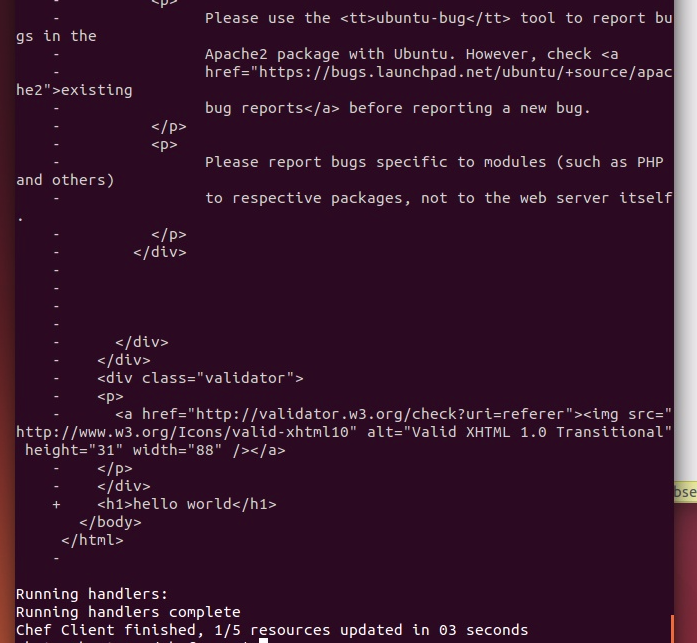 - <p>
- Please use the <tt>ubuntu-bug</tt> tool to report bu
gs in the
- Apache2 package with Ubuntu. However, check <a
- href="https://bugs.launchpad.net/ubuntu/+source/apac
he2">existing
- bug reports</a> before reporting a new bug.
- </p>
- <p>
- Please report bugs specific to modules (such as PHP
and others)
- to respective packages, not to the web server itself
.
- </p>
- </div>
-
-
-
-
- </div>
- </div>
- <div class="validator">
- <p>
- <a href="http://validator.w3.org/check?uri=referer"><img src="
http://www.w3.org/Icons/valid-xhtml10" alt="Valid XHTML 1.0 Transitional"
height="31" width="88" /></a>
- </p>
- </div>
+ <h1>hello world</h1>
</body>
</html>
-
Running handlers:
Running handlers complete
Chef Client finished, 1/5 resources updated in 03 seconds
bse